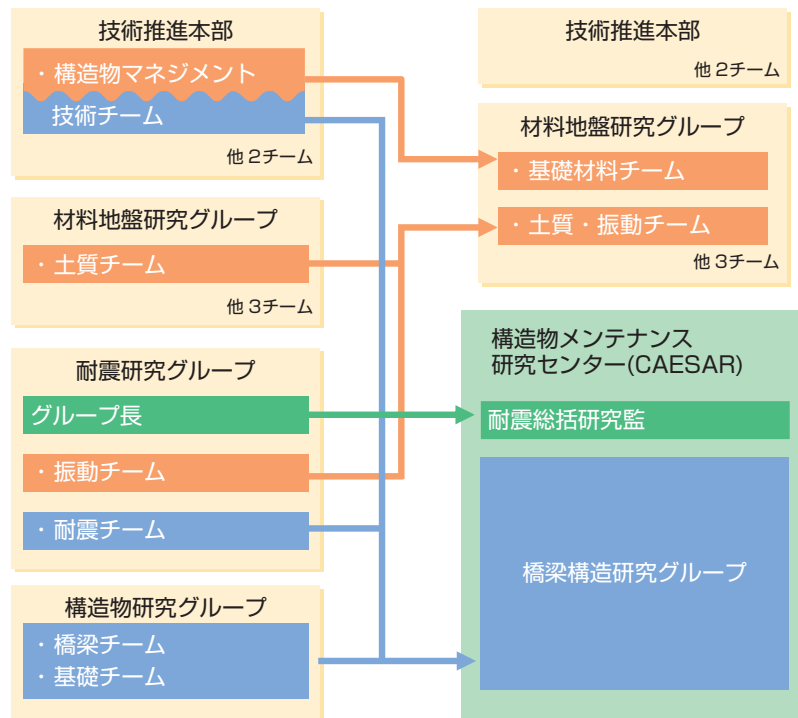 技術推進本部
・構造物マネジメント
技術チーム
他2チーム
材料地盤研究グループ
・土質チーム
他3チーム
耐震研究グループ
グループ長
・振動チーム
・耐震チーム
構造物研究グループ
・橋梁チーム
・基礎チーム
技術推進本部
他2チーム
材料地盤研究グループ
・基礎材料チーム
・土質・振動チーム
他3チーム
構造物メンテナンス
研究センター(CAESAR)
耐震総括研究監
橋梁構造研究グループ